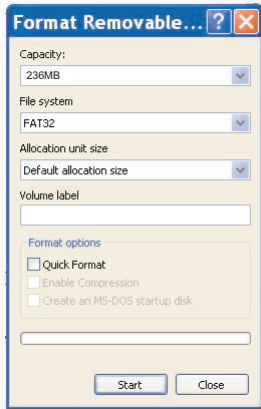 Format Removable...
Capacity:
236MB
File system
FAT32
Allocation unit size
Default allocation size
Volume label
Format options
Quick Format
Enable Compression
Create an MS-DOS startup disk
Start
Close